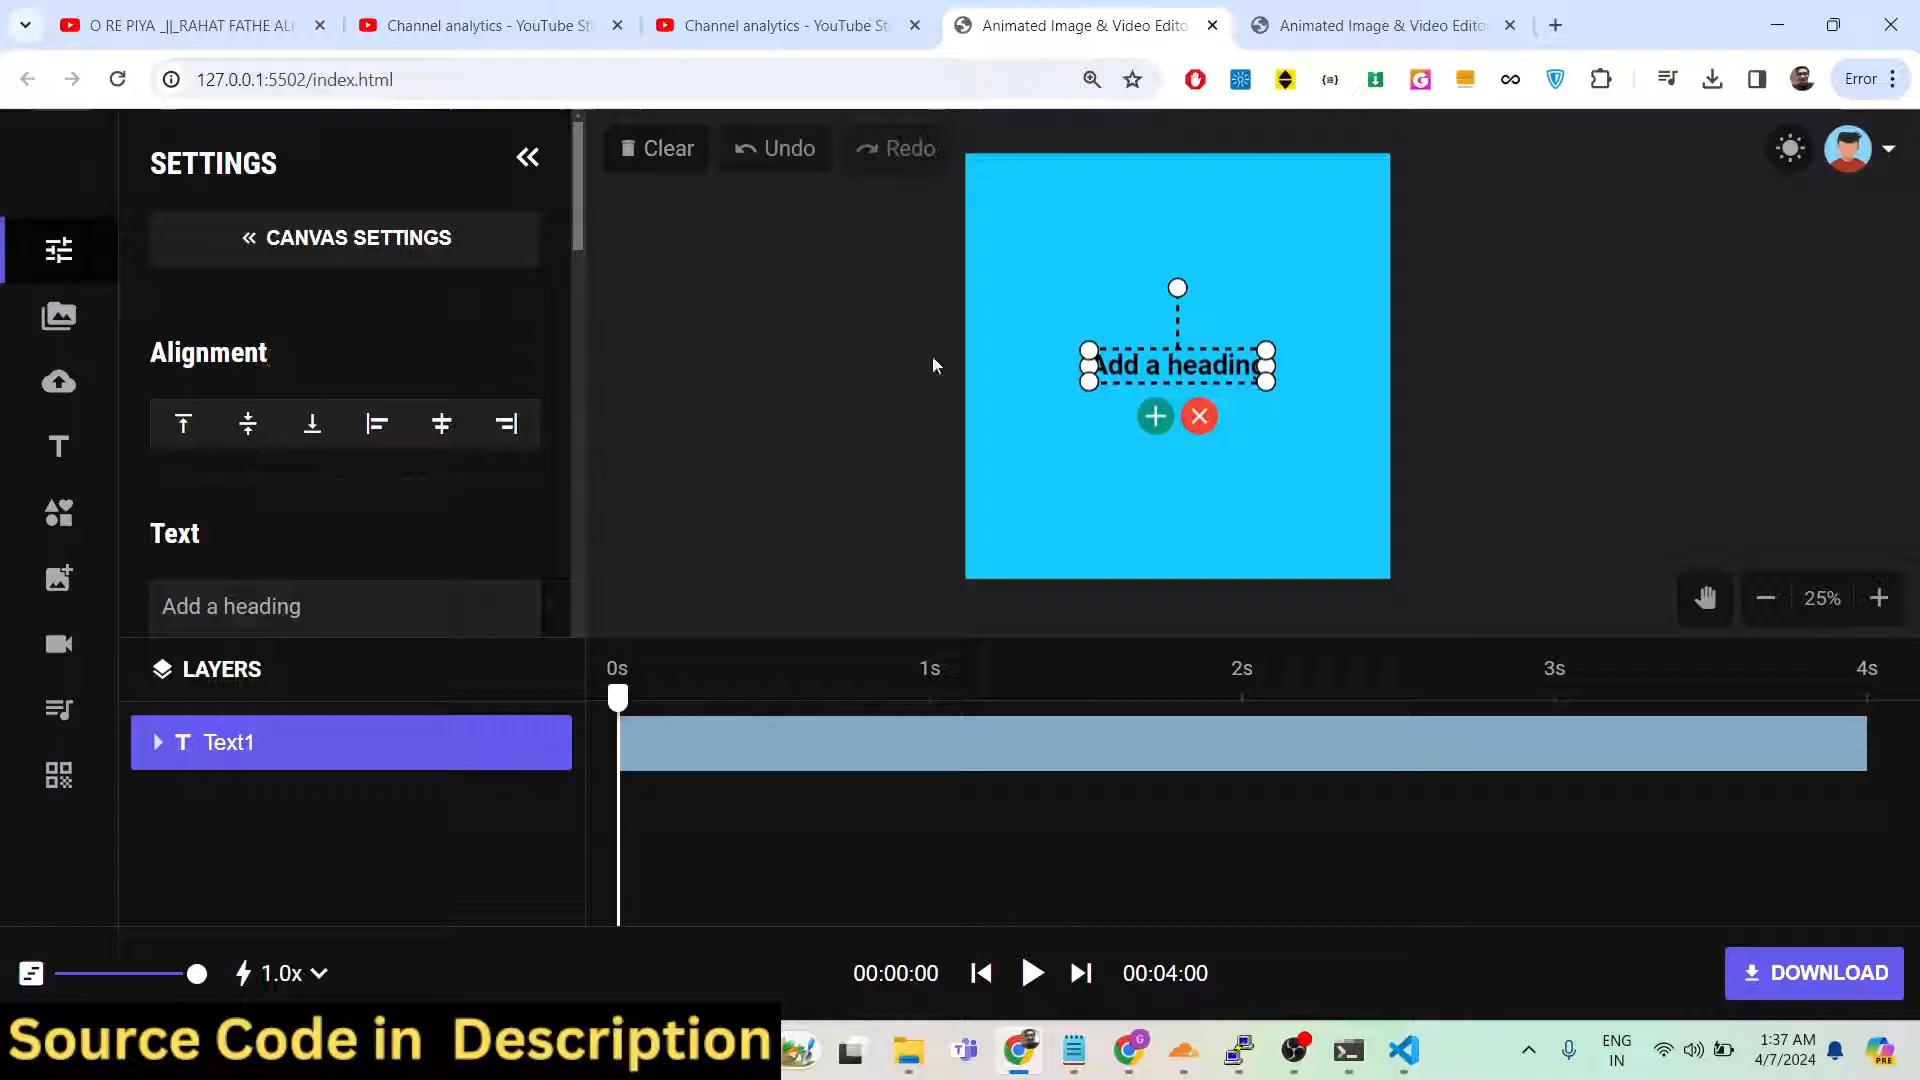 O RE PIYA _||_RAHAT FATHE ALI
Channel analytics - YouTube St
Channel analytics - YouTube St
Animated Image & Video Edito
Animated Image & Video Edito
127.0.0.1:5502/index.html
Error
SETTINGS
CANVAS SETTINGS
Clear
Undo
Redo
Alignment
Add a heading
Text
Add a heading
25%
LAYERS
0s
1s
2s
3s
4s
T Text1
1.0x
00:00:00
00:04:00
DOWNLOAD
Source Code in Description
ENG
IN
1:37 AM
4/7/2024
PRE